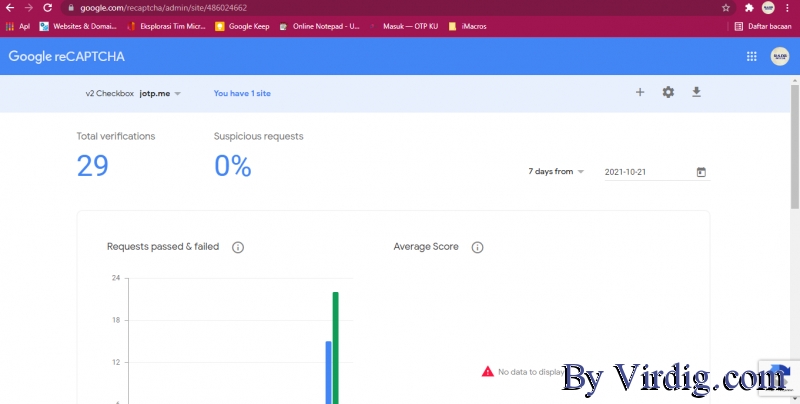 google.com/recaptcha/admin/site/486024662
Apl Websites & Domai... Eksplorasi Tim Micr... Google Keep Online Notepad - U... Masuk — OTP KU iMacros Daftar bacaan
Google reCAPTCHA
v2 Checkbox jotp.me You have 1 site
Total verifications Suspicious requests
29 0%
7 days from 2021-10-21
Requests passed & failed Average Score
24
18
12
6
No data to display
By Virdig.com